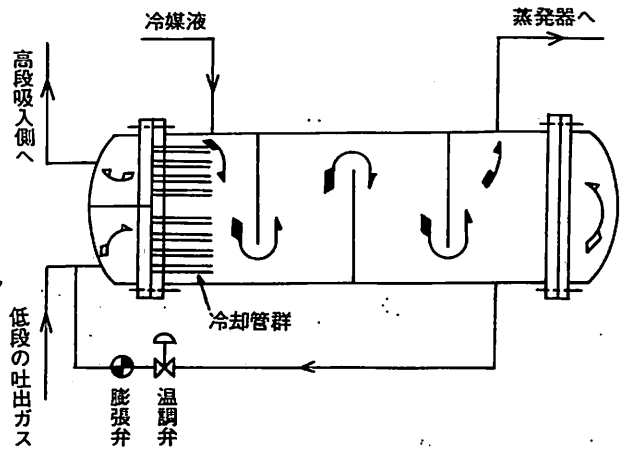 冷媒液
蒸発器へ
高段吸入側へ
冷却管群
低段の吐出ガス
膨張弁
温調弁